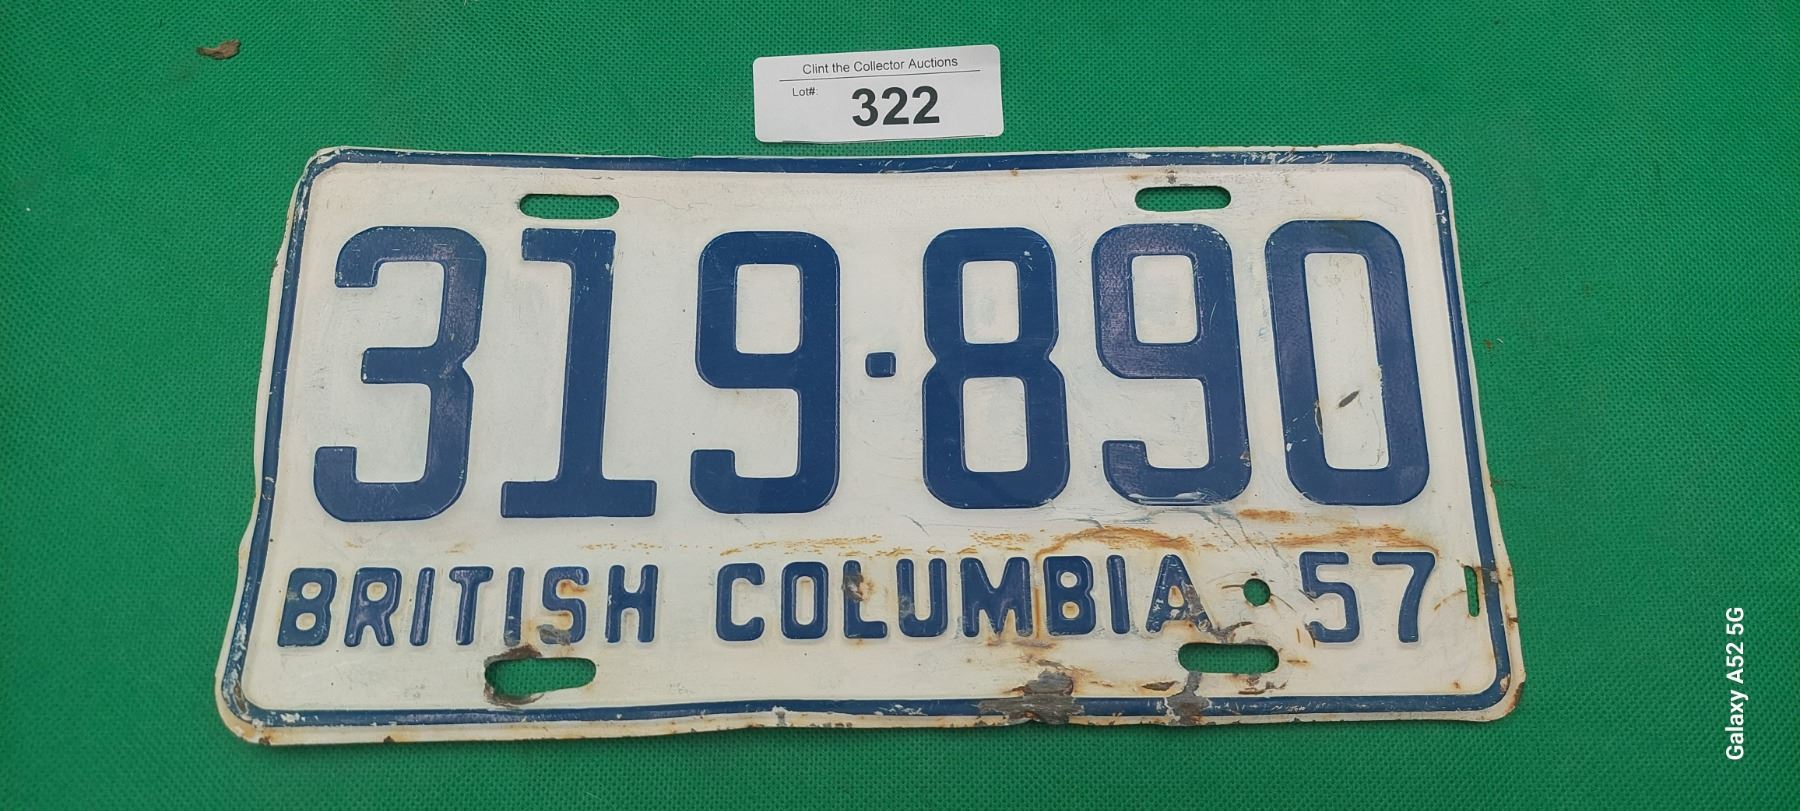 Clint the Collector Auctions
Lot#: 322
319·890
BRITISH COLUMBIA 57
Galaxy A52 5G